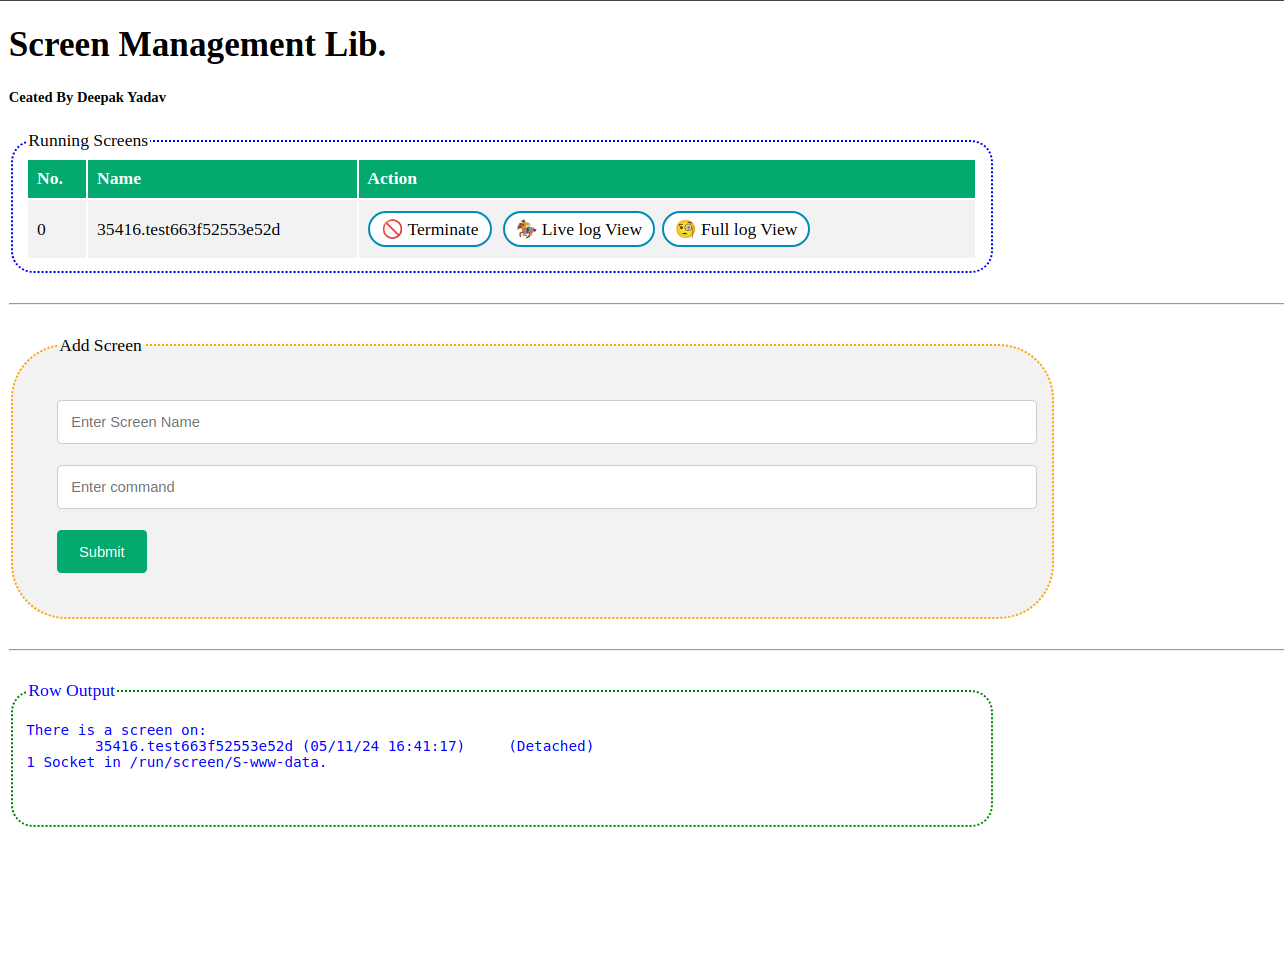 Screen Management Lib.
Ceated By Deepak Yadav
Running Screens
No. Name Action
0 35416.test663f52553e52d 🚫 Terminate 🏇 Live log View 🧐 Full log View
Add Screen
Enter Screen Name
Enter command
Submit
Row Output
There is a screen on:
35416.test663f52553e52d (05/11/24 16:41:17) (Detached)
1 Socket in /run/screen/S-www-data.